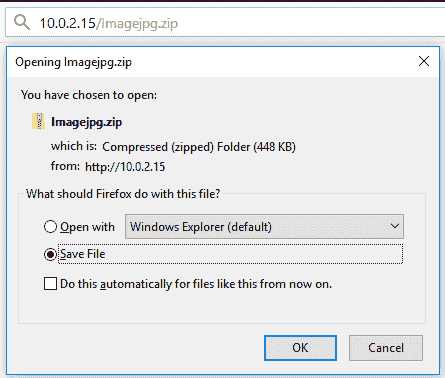 10.0.2.15/Imagejpg.zip
Opening Imagejpg.zip
You have chosen to open:
Imagejpg.zip
which is: Compressed (zipped) Folder (448 KB)
from: http://10.0.2.15
What should Firefox do with this file?
Open with Windows Explorer (default)
Save File
Do this automatically for files like this from now on.
OK Cancel